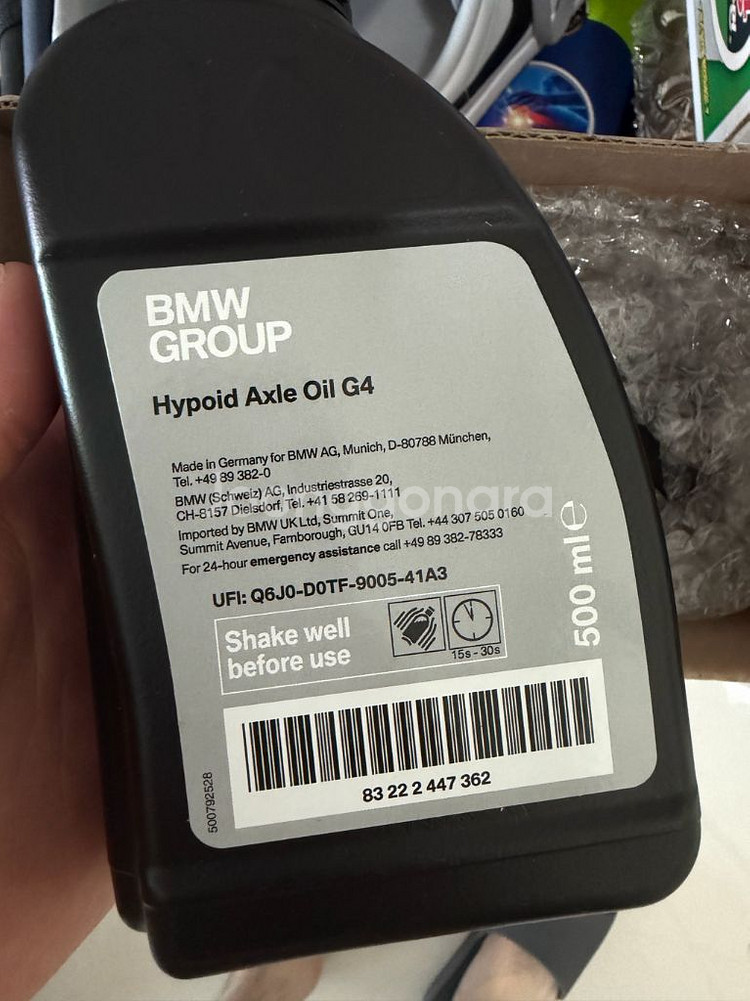 BMW
GROUP
Hypoid Axle Oil G4
Made in Germany for BMW AG, Munich, D-80788 München,
Tel. +49 89 382-0
BMW (Schweiz) AG, Industriestrasse 20,
CH-8157 Dielsdorf, Tel. +41 58 269-1111
Imported by BMW UK Ltd, Summit One,
Summit Avenue, Farnborough, GU14 0FB Tel. +44 307 505 0160
For 24-hour emergency assistance call +49 89 382-78333
UFI: Q6J0-D0TF-9005-41A3
Shake well
before use
15s - 30s
500 ml e
83 22 2 447 362
500792528